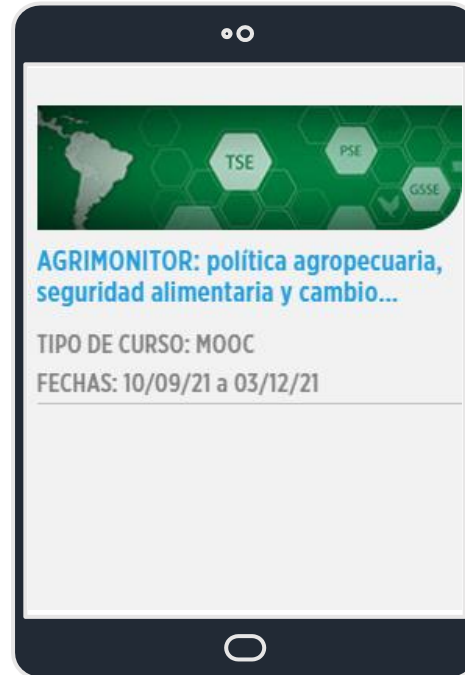 TSE
PSE
GSSE
AGRIMONITOR: política agropecuaria,
seguridad alimentaria y cambio...
TIPO DE CURSO: MOOC
FECHAS: 10/09/21 a 03/12/21